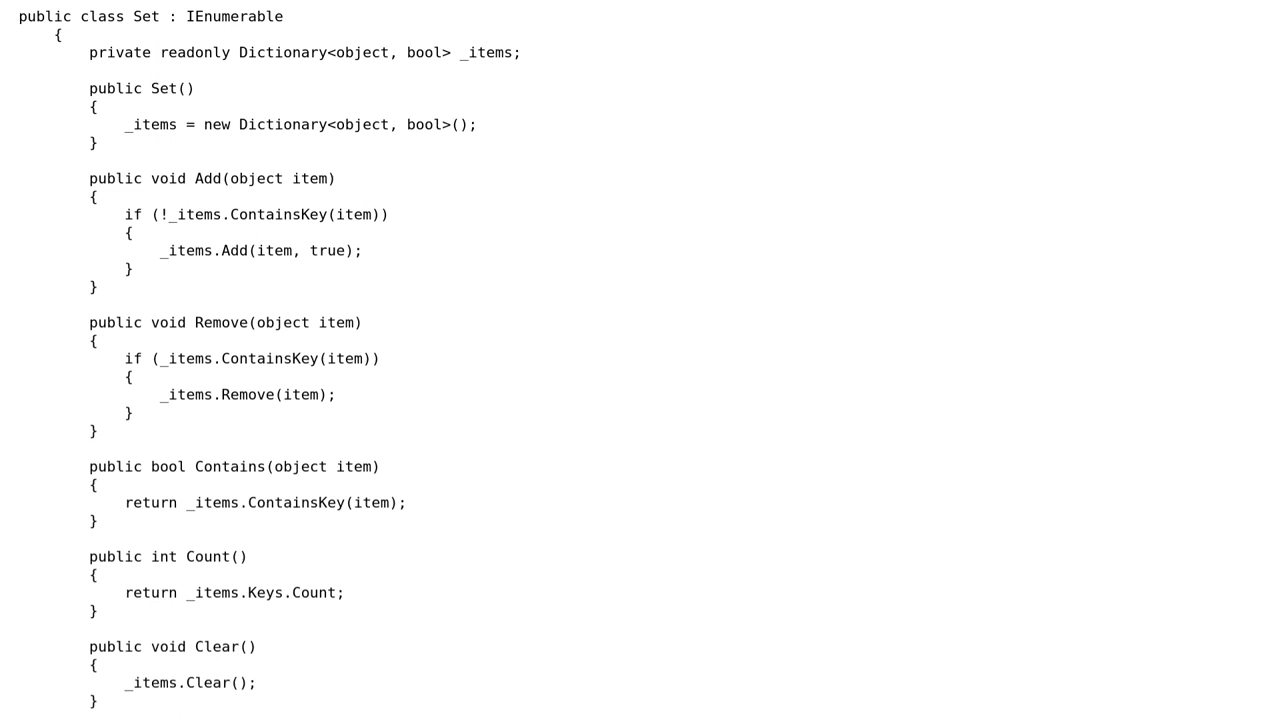 public class Set : IEnumerable
    {
        private readonly Dictionary<object, bool> _items;

        public Set()
        {
            _items = new Dictionary<object, bool>();
        }

        public void Add(object item)
        {
            if (!_items.ContainsKey(item))
            {
                _items.Add(item, true);
            }
        }

        public void Remove(object item)
        {
            if (_items.ContainsKey(item))
            {
                _items.Remove(item);
            }
        }

        public bool Contains(object item)
        {
            return _items.ContainsKey(item);
        }

        public int Count()
        {
            return _items.Keys.Count;
        }

        public void Clear()
        {
            _items.Clear();
        }